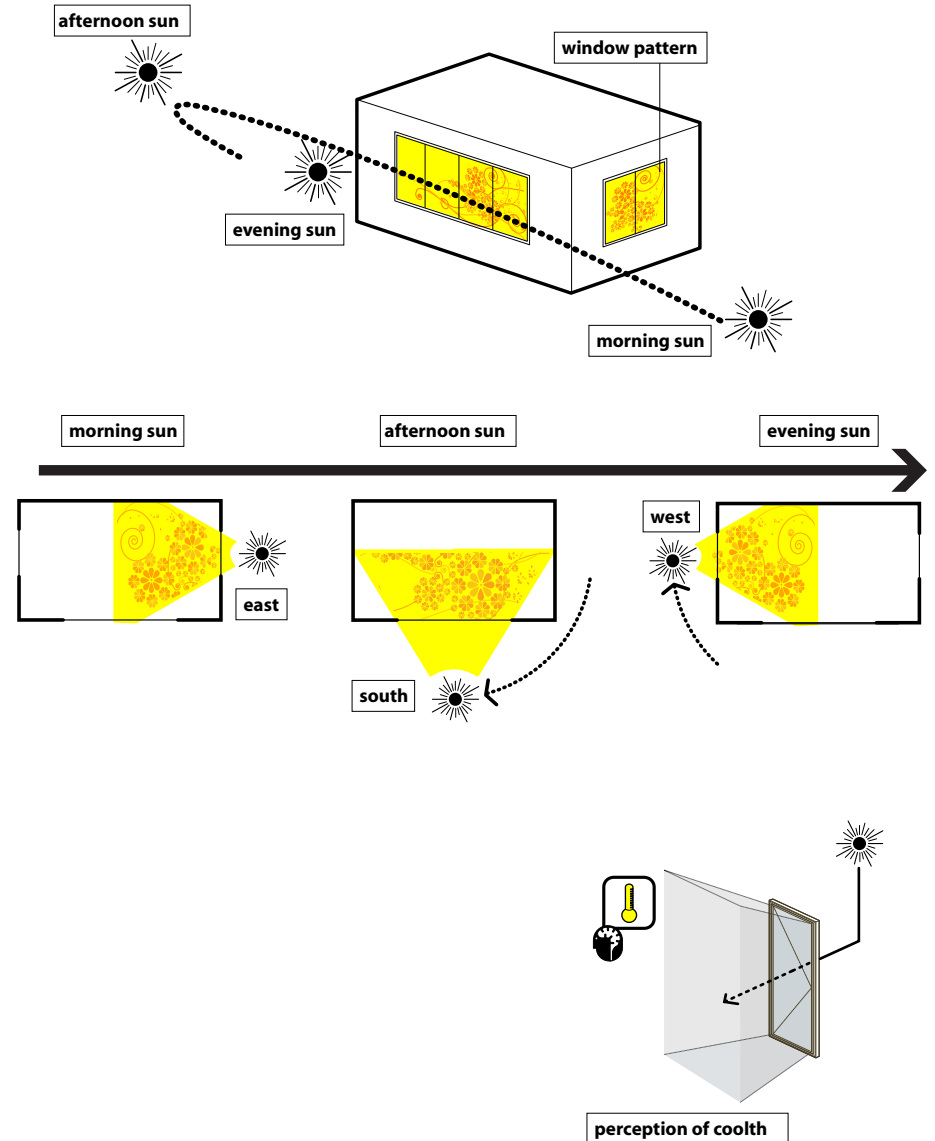 afternoon sun
window pattern
evening sun
morning sun
morning sun
afternoon sun
evening sun
west
east
south
perception of coolth